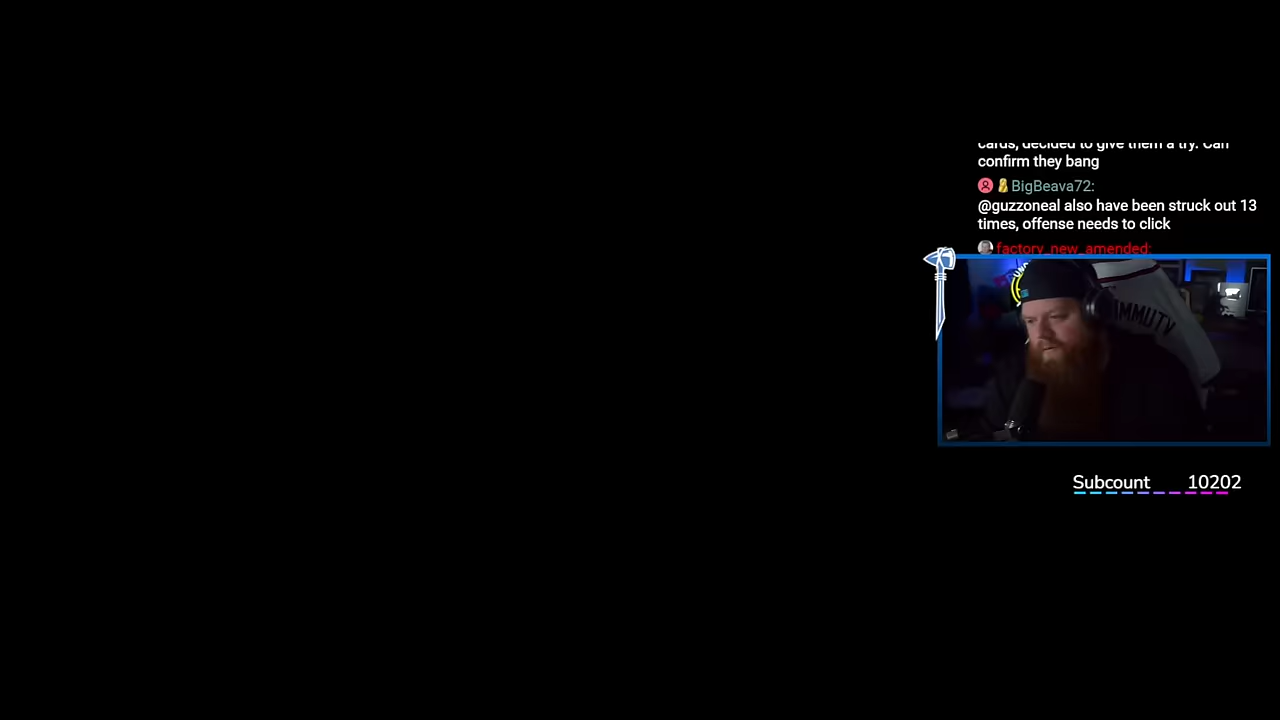 cards, decided to give them a try. Can
confirm they bang
BigBeava72:
@guzzoneal also have been struck out 13
times, offense needs to click
factory_new_amended:
IMMUTV
Subcount 10202